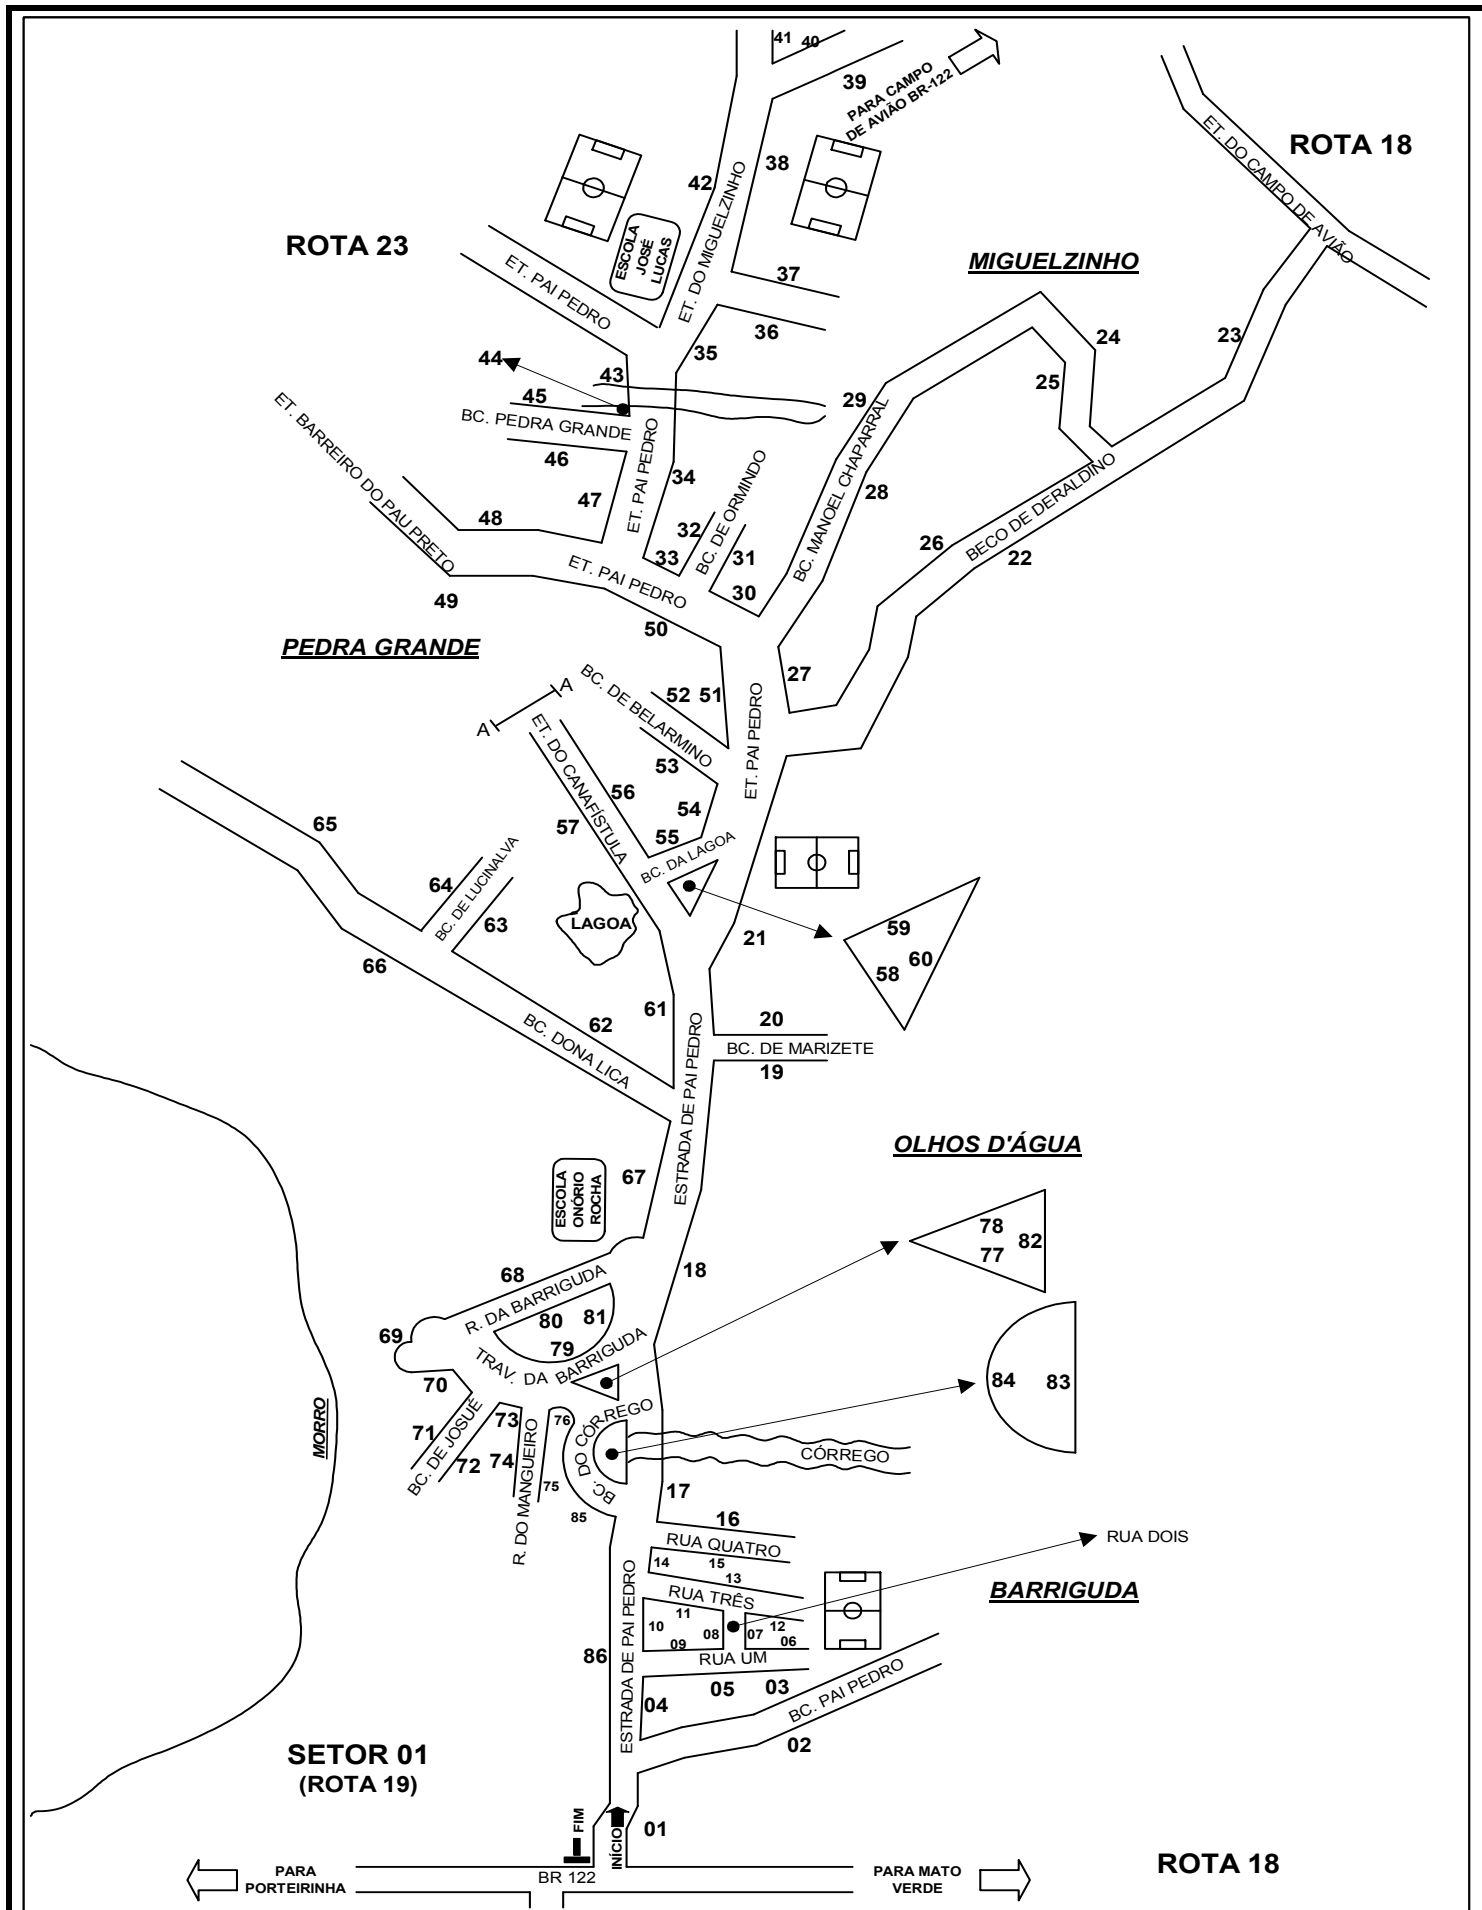 41
40
39
PARA CAMPO
DE AVIÃO BR-122
ET. DO CAMPO DE AVIÃO
ROTA 18
38
42
ET. DO MIGUELZINHO
ESCOLA
JOSÉ
LUCAS
ROTA 23
ET. PAI PEDRO
MIGUELZINHO
37
36
35
24
23
25
44
43
45
BC. PEDRA GRANDE
46
47
ET. BARREIRO DO PAU PRETO
29
BC. MANOEL CHAPARRAL
28
ET. PAI PEDRO
34
32
33
BC. DE ORMINDO
31
30
48
49
ET. PAI PEDRO
50
26
BECO DE DERALDINO
22
PEDRA GRANDE
27
52
51
BC. DE BELARMINO
53
A
A
ET. DO CANAFÍSTULA
56
57
54
55
BC. DA LAGOA
ET. PAI PEDRO
65
64
BC. DE LUCINALVA
63
LAGOA
21
59
58
60
66
62
61
BC. DONA LICA
20
BC. DE MARIZETE
19
ESTRADA DE PAI PEDRO
OLHOS D'ÁGUA
67
ESCOLA
ONÓRIO
ROCHA
78
77
82
68
18
R. DA BARRIGUDA
80
81
79
69
TRAV. DA BARRIGUDA
70
84
83
71
BC. DE JOSUÉ
72
73
74
R. DO MANGUEIRO
75
76
BC. DO CÓRREGO
85
CÓRREGO
MORRO
17
16
RUA QUATRO
14
15
13
RUA TRÊS
RUA DOIS
BARRIGUDA
10
11
09
08
07
12
06
RUA UM
86
ESTRADA DE PAI PEDRO
04
05
03
BC. PAI PEDRO
02
SETOR 01
(ROTA 19)
FIM
INÍCIO
01
PARA
PORTEIRINHA
BR 122
PARA MATO
VERDE
ROTA 18